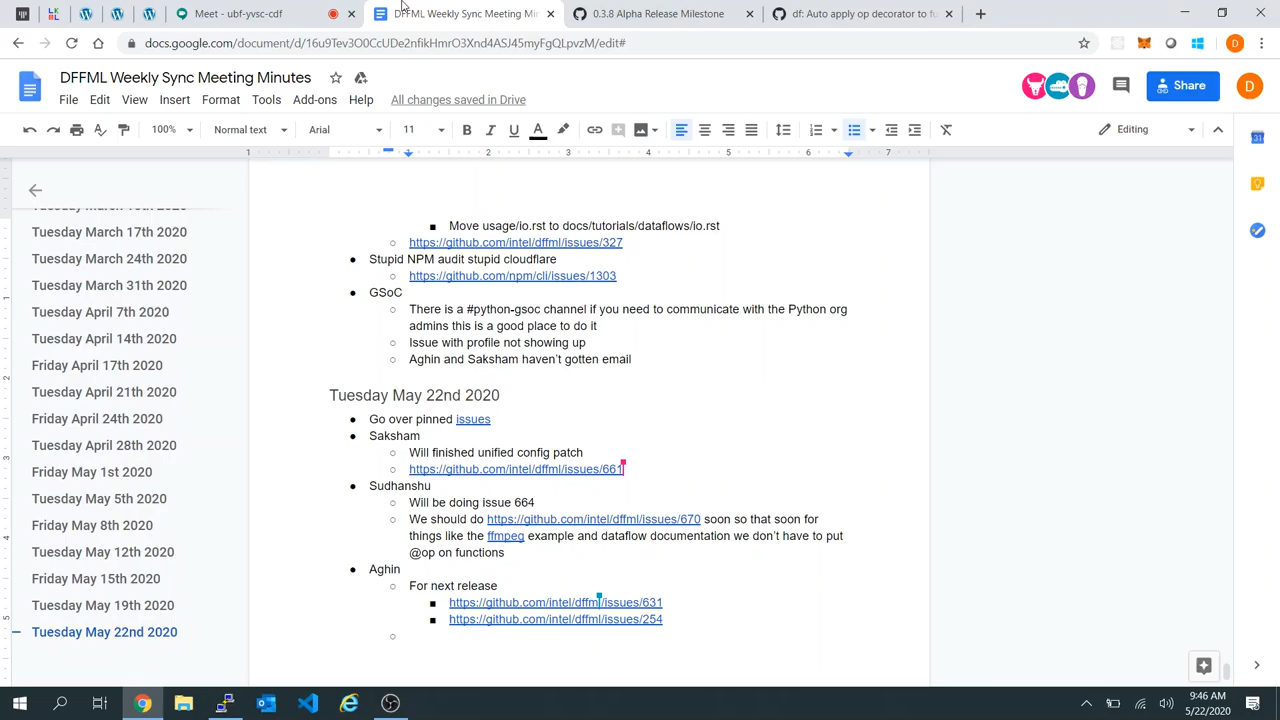 Meet - ubf-yvsc-cdf
DFFML Weekly Sync Meeting Min
0.3.8 Alpha Release Milestone
df: Auto apply op decorator to fu
docs.google.com/document/d/16u9Tev3O0CcUDe2nfikHmrO3Xnd4ASJ45myFgQLpvzM/edit#
DFFML Weekly Sync Meeting Minutes
File Edit View Insert Format Tools Add-ons Help All changes saved in Drive
Share
D
100% Normal text Arial 11 Editing
1 1 2 3 4 5 6 7
Tuesday March 17th 2020
Tuesday March 24th 2020
Tuesday March 31th 2020
Tuesday April 7th 2020
Tuesday April 14th 2020
Friday April 17th 2020
Tuesday April 21th 2020
Friday April 24th 2020
Tuesday April 28th 2020
Friday May 1st 2020
Tuesday May 5th 2020
Friday May 8th 2020
Tuesday May 12th 2020
Friday May 15th 2020
Tuesday May 19th 2020
Tuesday May 22nd 2020
Move usage/io.rst to docs/tutorials/dataflows/io.rst
https://github.com/intel/dffml/issues/327
Stupid NPM audit stupid cloudflare
https://github.com/npm/cli/issues/1303
GSoC
There is a #python-gsoc channel if you need to communicate with the Python org
admins this is a good place to do it
Issue with profile not showing up
Aghin and Saksham haven't gotten email
Tuesday May 22nd 2020
Go over pinned issues
Saksham
Will finished unified config patch
https://github.com/intel/dffml/issues/661
Sudhanshu
Will be doing issue 664
We should do https://github.com/intel/dffml/issues/670 soon so that soon for
things like the ffmpeg example and dataflow documentation we don't have to put
@op on functions
Aghin
For next release
https://github.com/intel/dffml/issues/631
https://github.com/intel/dffml/issues/254
9:46 AM
5/22/2020